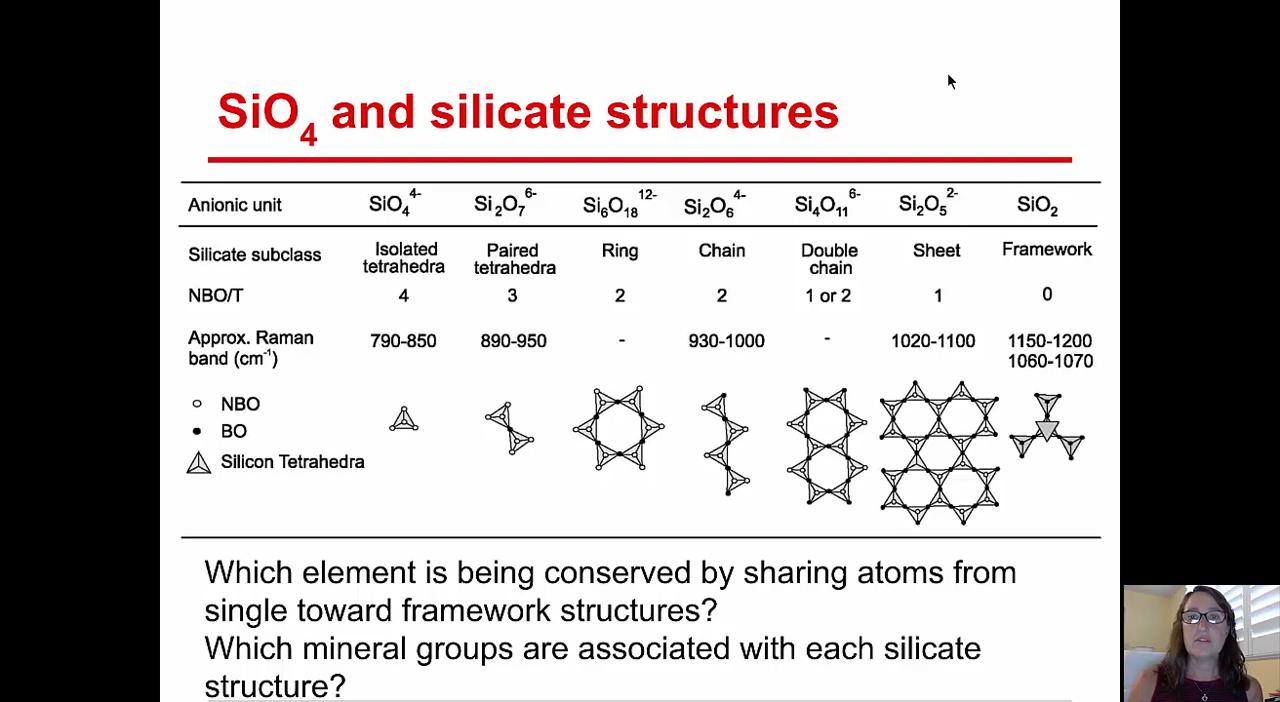 SiO4 and silicate structures
Anionic unit SiO4 4- Si2O7 6- Si6O18 12- Si2O6 4- Si4O11 6- Si2O5 2- SiO2
Silicate subclass Isolated tetrahedra Paired tetrahedra Ring Chain Double chain Sheet Framework
NBO/T 4 3 2 2 1 or 2 1 0
Approx. Raman band (cm-1) 790-850 890-950 - 930-1000 - 1020-1100 1150-1200 1060-1070
NBO
BO
Silicon Tetrahedra
Which element is being conserved by sharing atoms from
single toward framework structures?
Which mineral groups are associated with each silicate
structure?